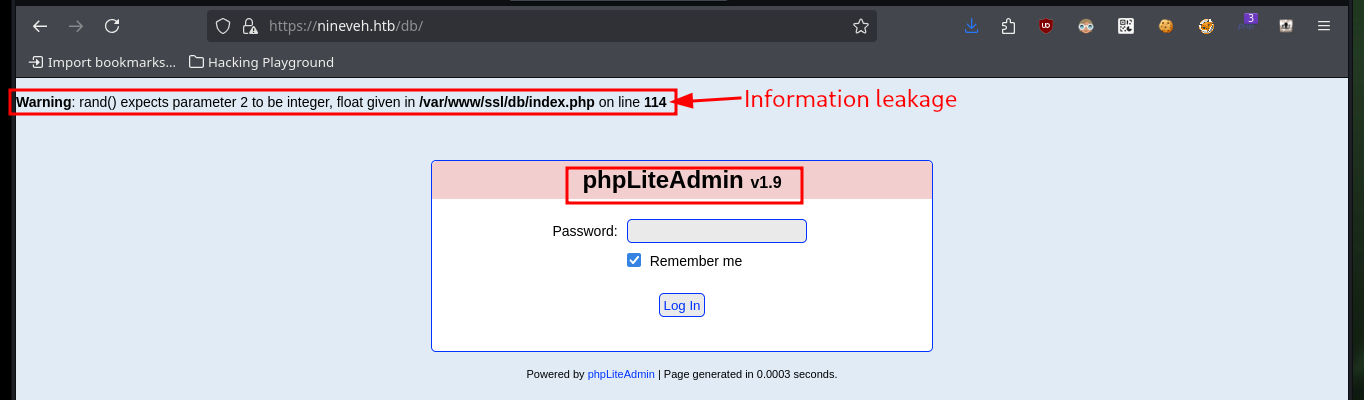 https://nineveh.htb/db/
3
Import bookmarks... Hacking Playground
Warning: rand() expects parameter 2 to be integer, float given in /var/www/ssl/db/index.php on line 114
Information leakage
phpLiteAdmin v1.9
Password:
Remember me
Log In
Powered by phpLiteAdmin | Page generated in 0.0003 seconds.